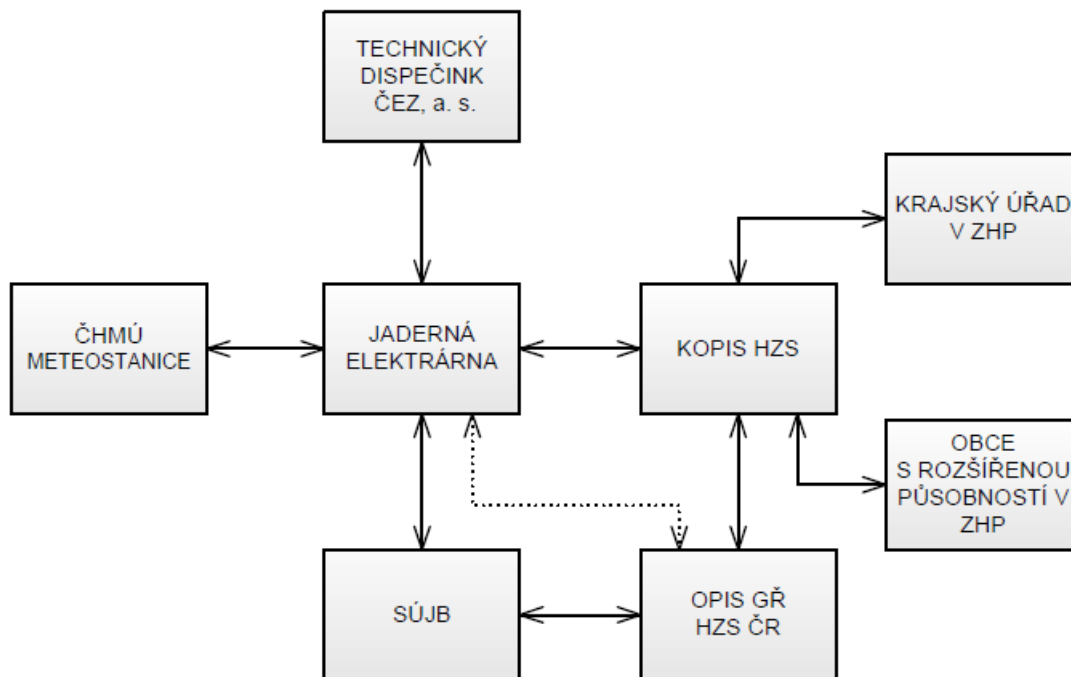 TECHNICKÝ
DISPEČINK
ČEZ, a. s.
KRAJSKÝ ÚŘAD
V ZHP
ČHMÚ
METEOSTANICE
JADERNÁ
ELEKTRÁRNA
KOPIS HZS
OBCE
S ROZŠÍŘENOU
PŮSOBNOSTÍ V
ZHP
SÚJB
OPIS GŘ
HZS ČR